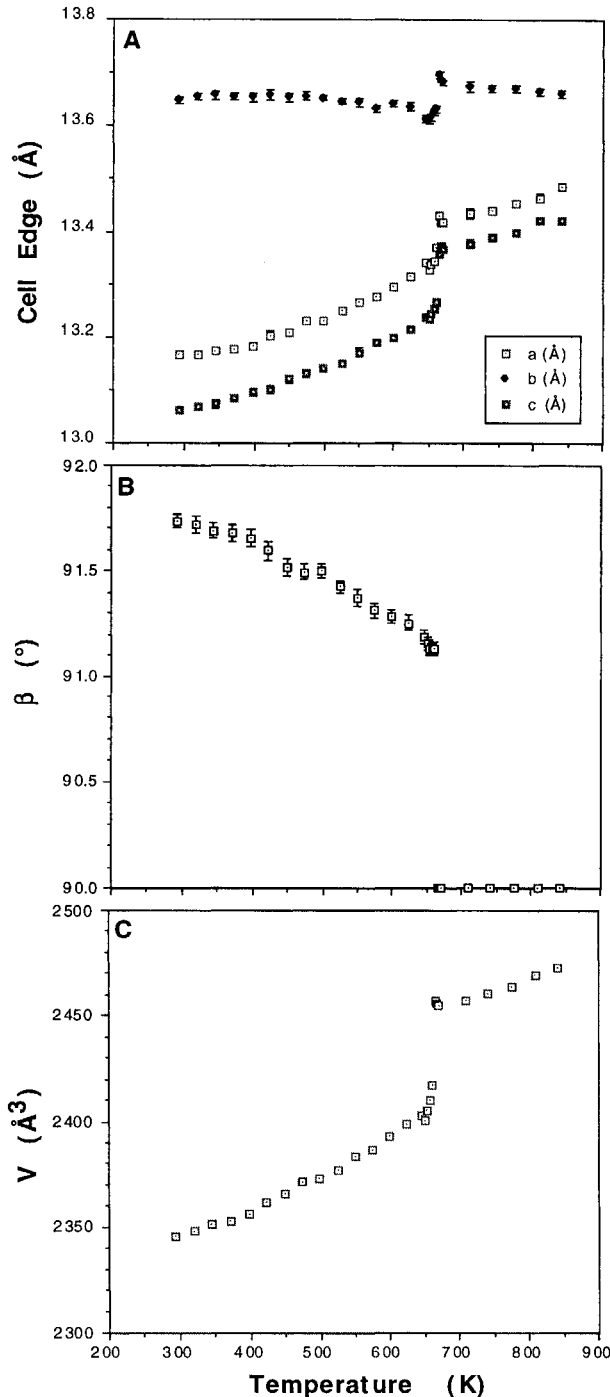 A
Cell Edge (Å)
13.8
13.6
13.4
13.2
13.0
a (Å)
b (Å)
c (Å)
B
β (°)
92.0
91.5
91.0
90.5
90.0
C
V (Å3)
2500
2450
2400
2350
2300
200 300 400 500 600 700 800 900
Temperature (K)